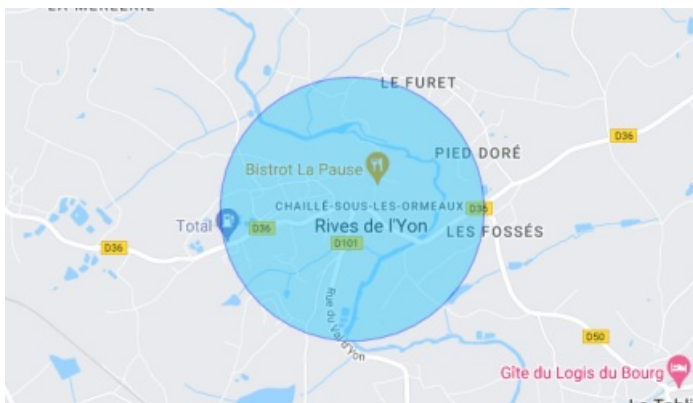 LE FURET
D36
PIED DORÉ
Bistrot La Pause
CHAILLÉ-SOUS-LES-ORMEAUX
D36
Total
D36
Rives de l'Yon
LES FOSSÉS
D36
D101
Rue du Val d'Yon
D50
Gîte du Logis du Bourg